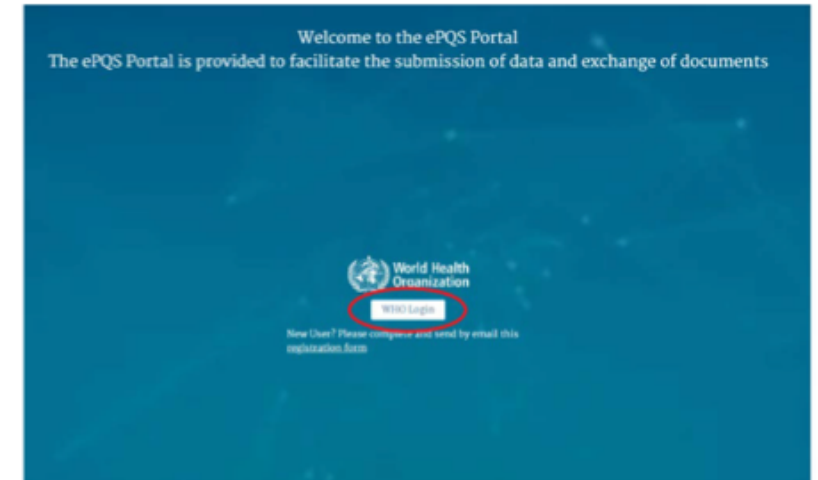 Welcome to the ePQS Portal
The ePQS Portal is provided to facilitate the submission of data and exchange of documents
World Health
Organization
WHO Login
New User? Please complete and send by email this
registration form